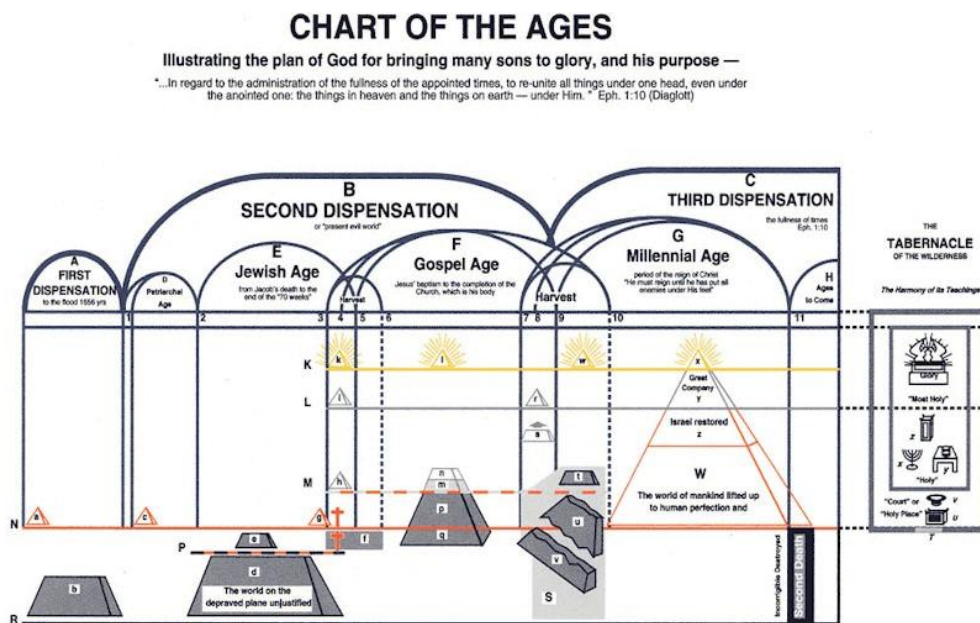 CHART OF THE AGES
Illustrating the plan of God for bringing many sons to glory, and his purpose —
"...In regard to the administration of the fullness of the appointed times, to re-unite all things under one head, even under
the anointed one: the things in heaven and the things on earth — under Him. " Eph. 1:10 (Diaglott)
B
SECOND DISPENSATION
or "present evil world"
C
THIRD DISPENSATION
the fullness of times
Eph. 1:10
A
FIRST
DISPENSATION
to the flood 1656 yrs
D
Patriarchal
Age
E
Jewish Age
from Jacob's death to the
end of the "70 weeks"
Harvest
F
Gospel Age
Jesus' baptism to the completion of the
Church, which is his body
Harvest
G
Millennial Age
period of the reign of Christ
"He must reign until he has put all
enemies under His feet"
H
Ages
to Come
THE
TABERNACLE
OF THE WILDERNESS
The Harmony of its Teachings
1 2 3 4 5 6 7 8 9 10 11
K
k
l
w
x
Great
Company
y
Glory
"Most Holy"
L
i
r
s
Israel restored
z
z
x
y
"Holy"
M
h
n
m
t
W
The world of mankind lifted up
to human perfection and
"Court" or
"Holy Place"
V
U
T
N
a
c
g
p
q
u
v
S
P
e
f
d
The world on the
depraved plane unjustified
b
R
Incorrigible Destroyed
Second Death